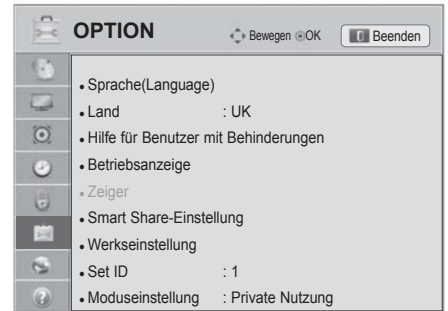 OPTION Bewegen OK Beenden
• Sprache(Language)
• Land : UK
• Hilfe für Benutzer mit Behinderungen
• Betriebsanzeige
• Zeiger
• Smart Share-Einstellung
• Werkseinstellung
• Set ID : 1
• Moduseinstellung : Private Nutzung